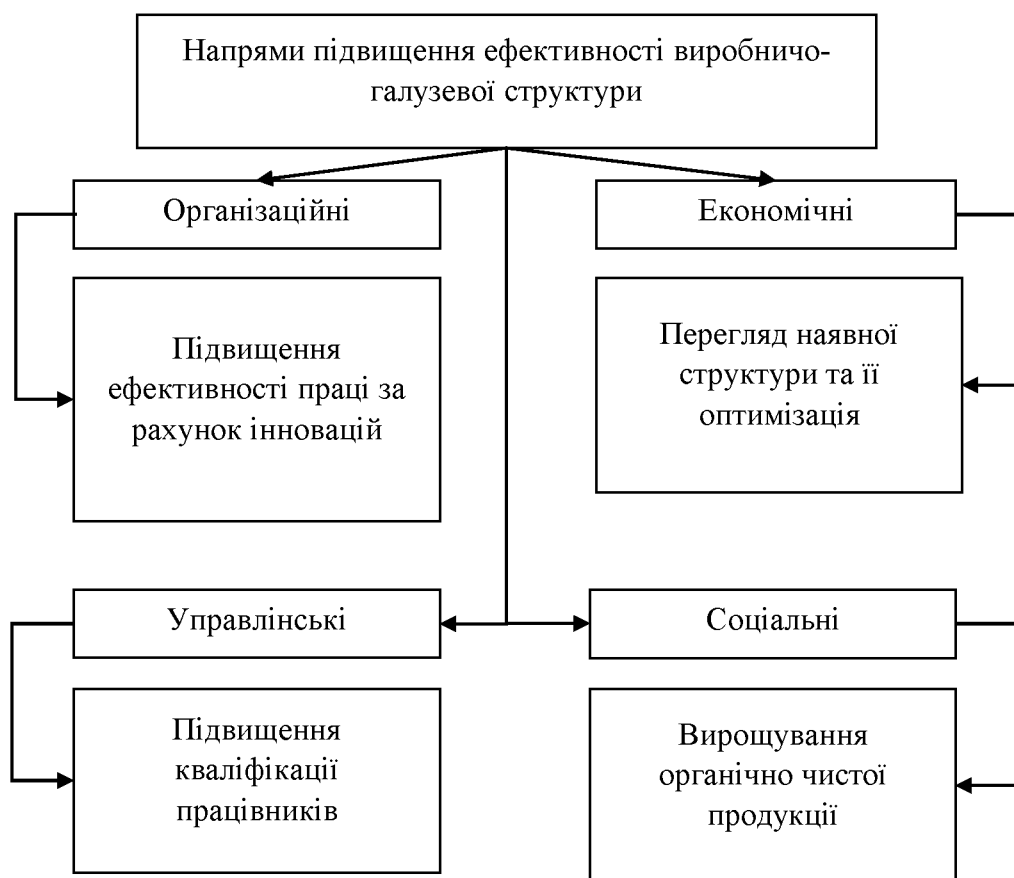 Напрями підвищення ефективності виробничо-
галузевої структури
Організаційні
Економічні
Підвищення
ефективності праці за
рахунок інновацій
Перегляд наявної
структури та її
оптимізація
Управлінські
Соціальні
Підвищення
кваліфікації
працівників
Вирощування
органічно чистої
продукції